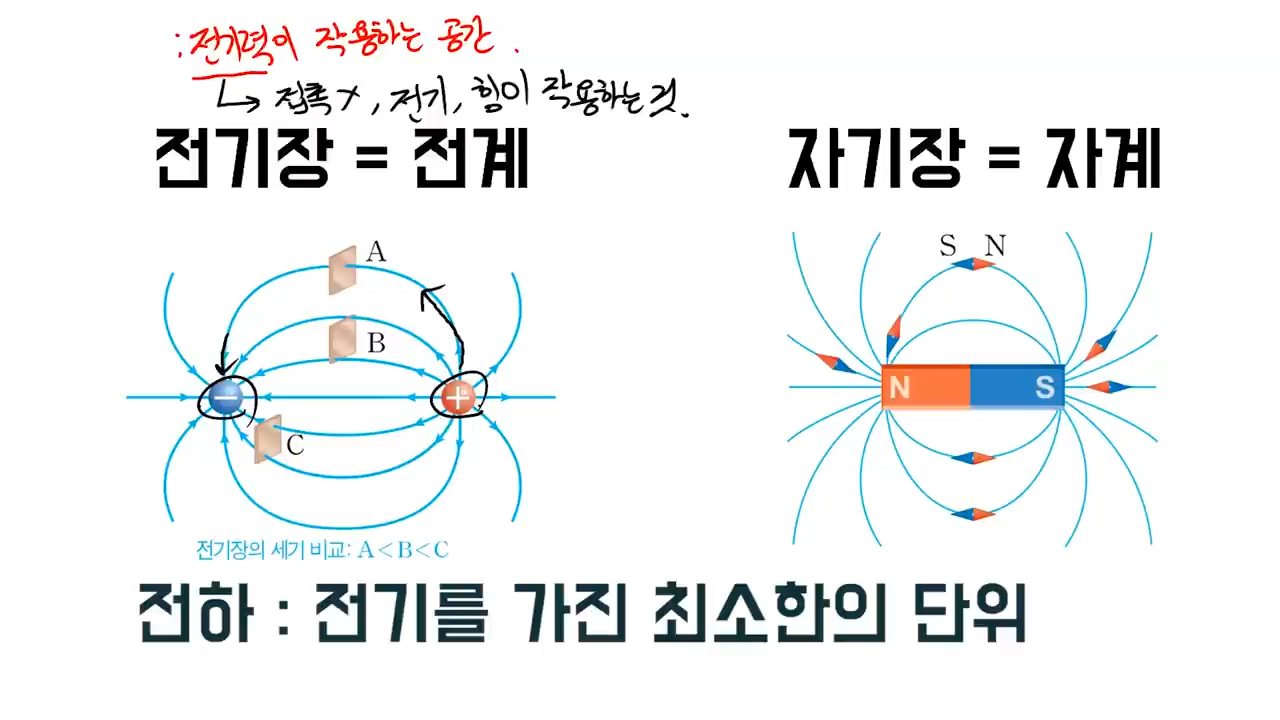 : 전기력이 작용하는 공간.
↳ 접촉 X, 전기, 힘이 작용하는 것.
전기장 = 전계
자기장 = 자계
A
B
C
− +
전기장의 세기 비교: A<B<C
S N
N S
전하 : 전기를 가진 최소한의 단위